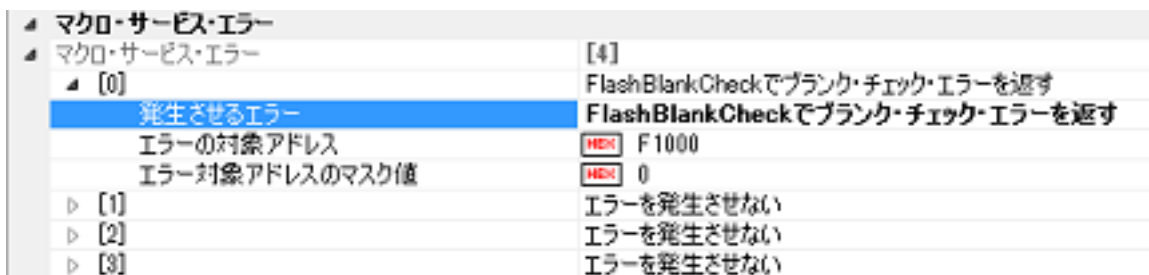 マクロ・サービス・エラー
マクロ・サービス・エラー [4]
[0] FlashBlankCheckでブランク・チェック・エラーを返す
発生させるエラー FlashBlankCheckでブランク・チェック・エラーを返す
エラーの対象アドレス HEX F1000
エラー対象アドレスのマスク値 HEX 0
[1] エラーを発生させない
[2] エラーを発生させない
[3] エラーを発生させない